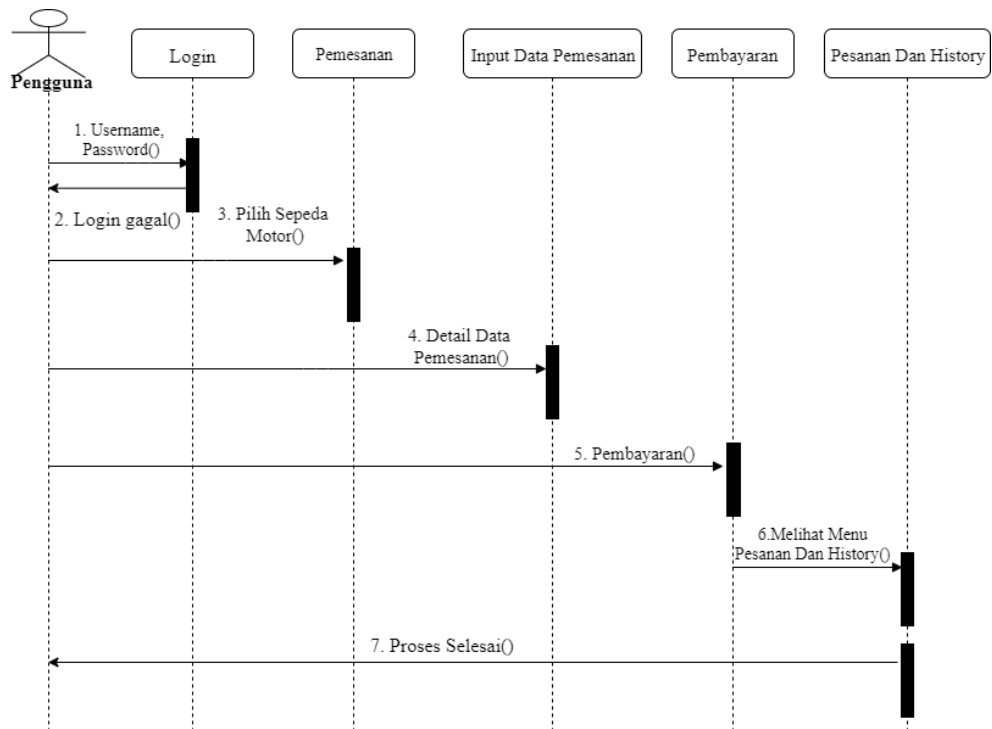 Pengguna
Login
Pemesanan
Input Data Pemesanan
Pembayaran
Pesanan Dan History
1. Username,
Password()
2. Login gagal()
3. Pilih Sepeda
Motor()
4. Detail Data
Pemesanan()
5. Pembayaran()
6.Melihat Menu
Pesanan Dan History()
7. Proses Selesai()